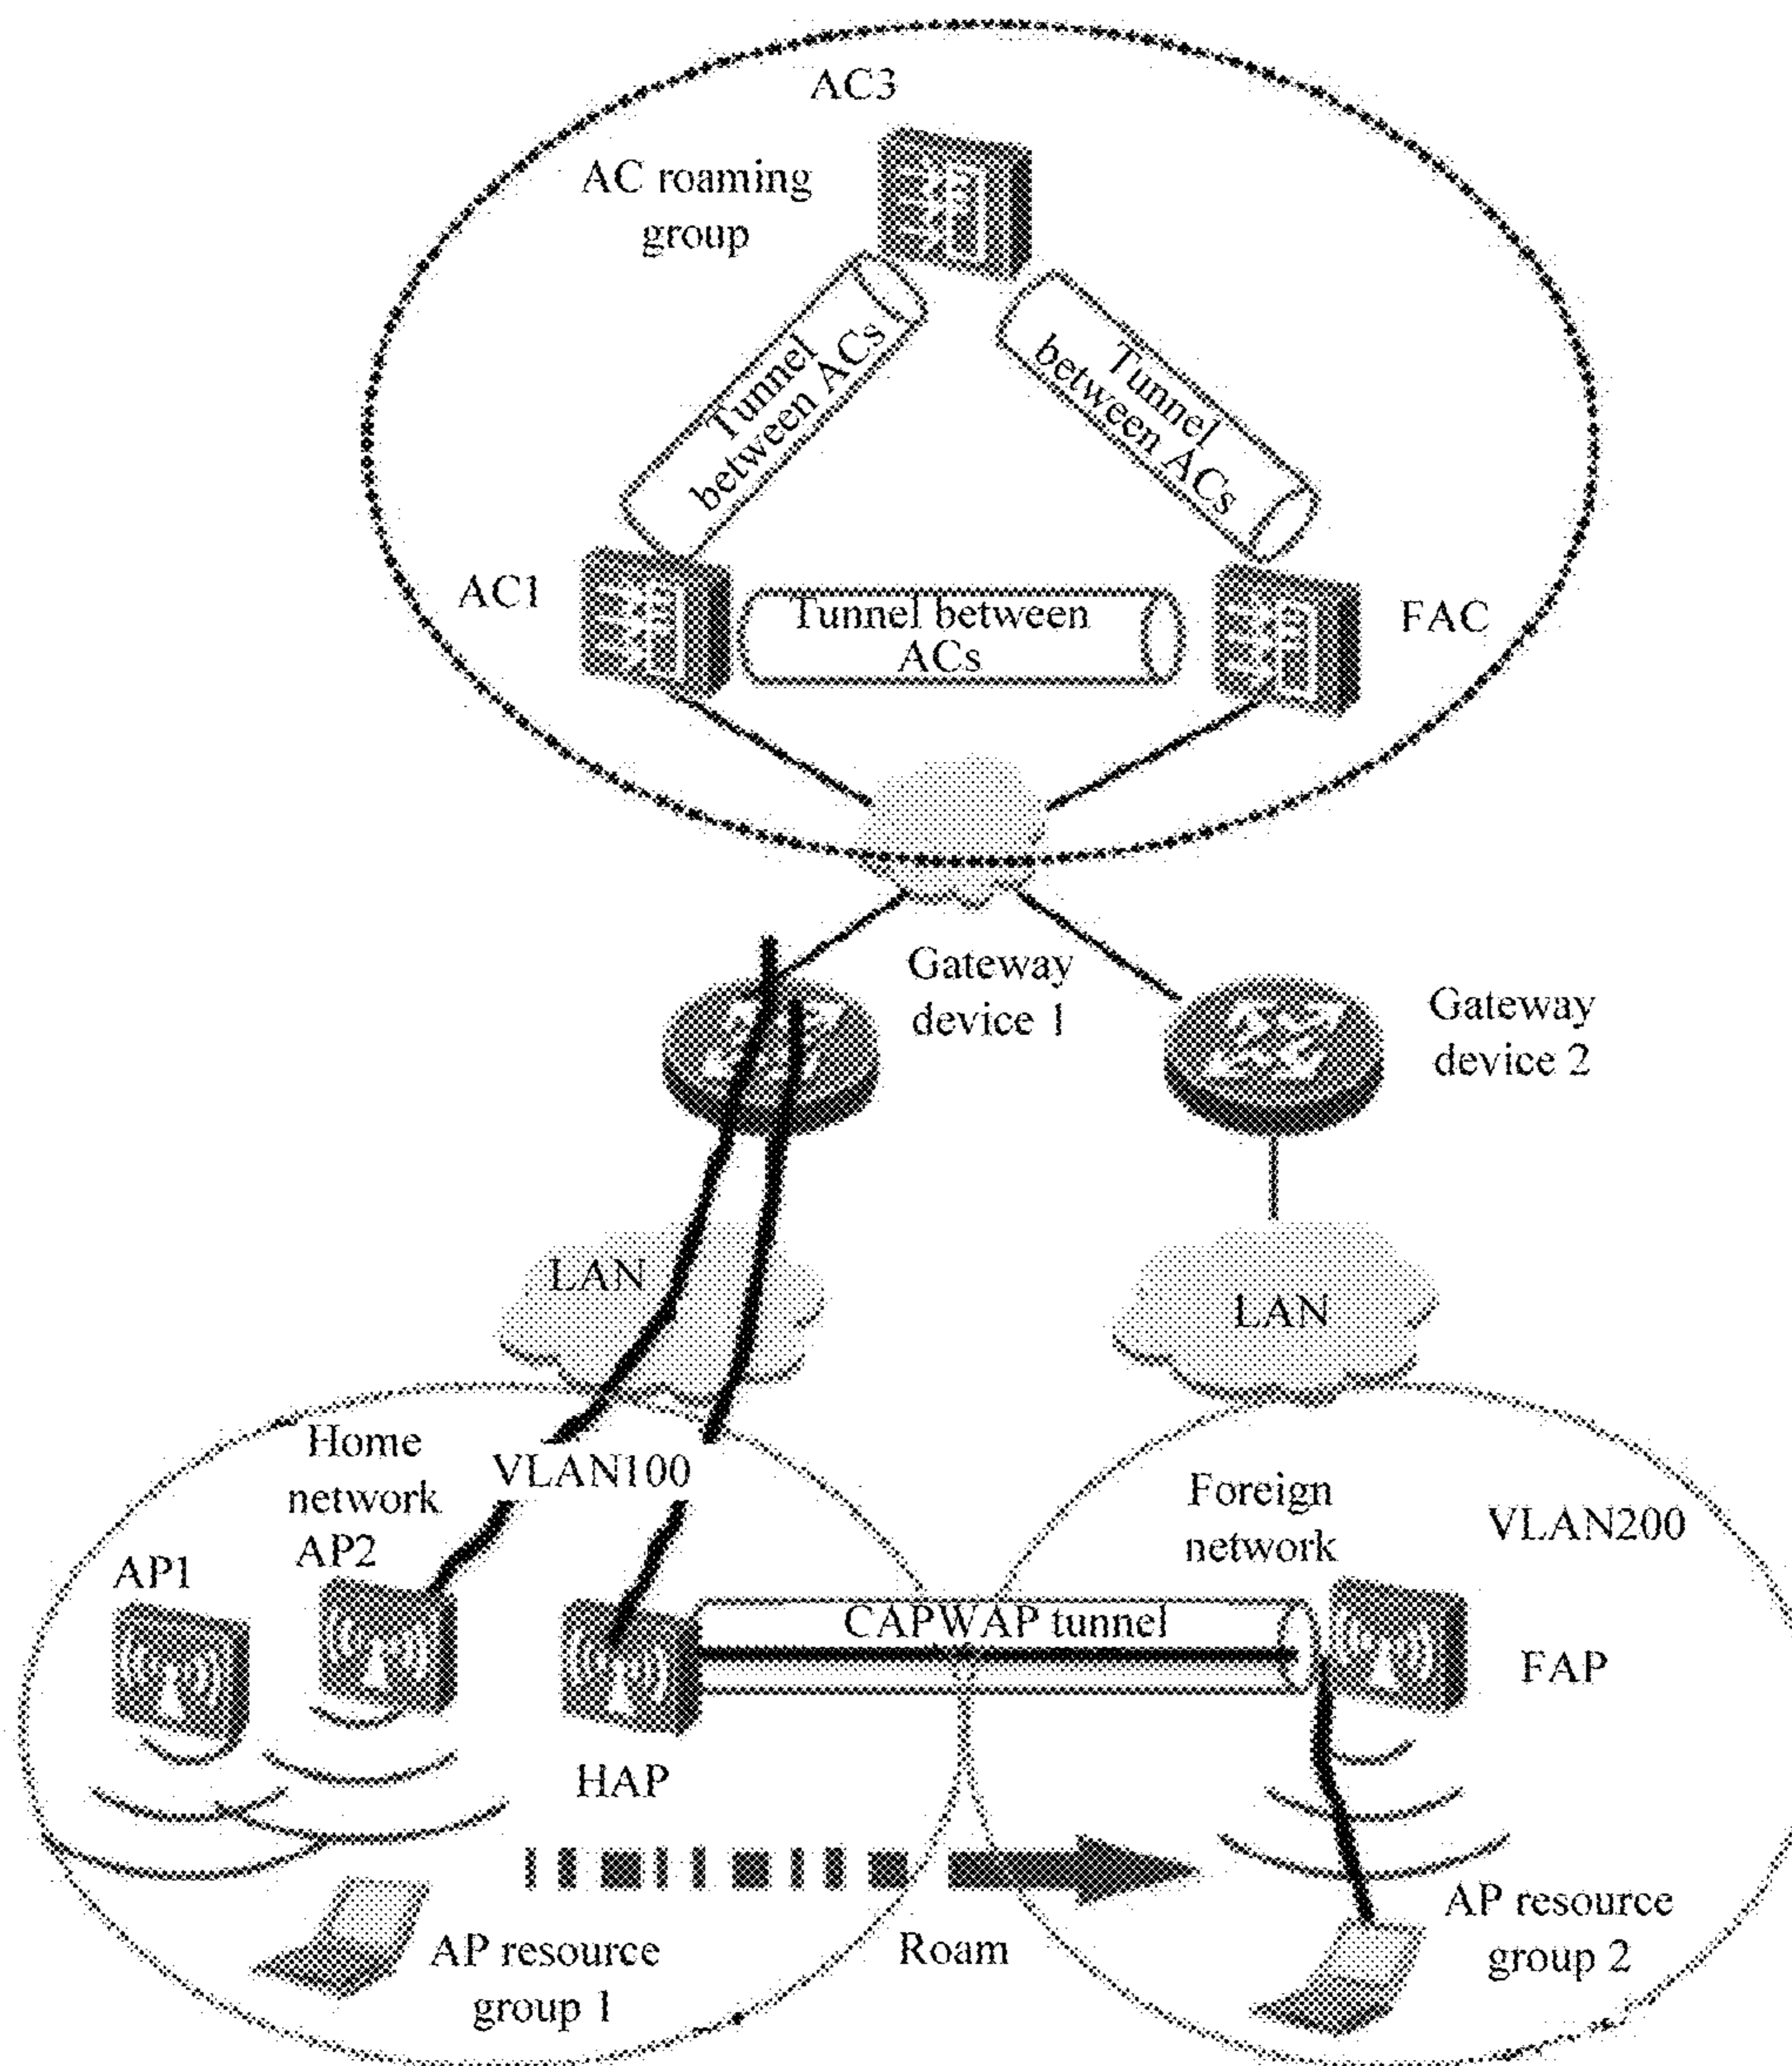 AC3
AC roaming
group
Tunnel
between ACs
Tunnel
between ACs
AC1
Tunnel between
ACs
FAC
Gateway
device 1
Gateway
device 2
LAN
LAN
Home
network
VLAN100
Foreign
network
VLAN200
AP1
AP2
CAPWAP tunnel
FAP
HAP
AP resource
group 1
Roam
AP resource
group 2